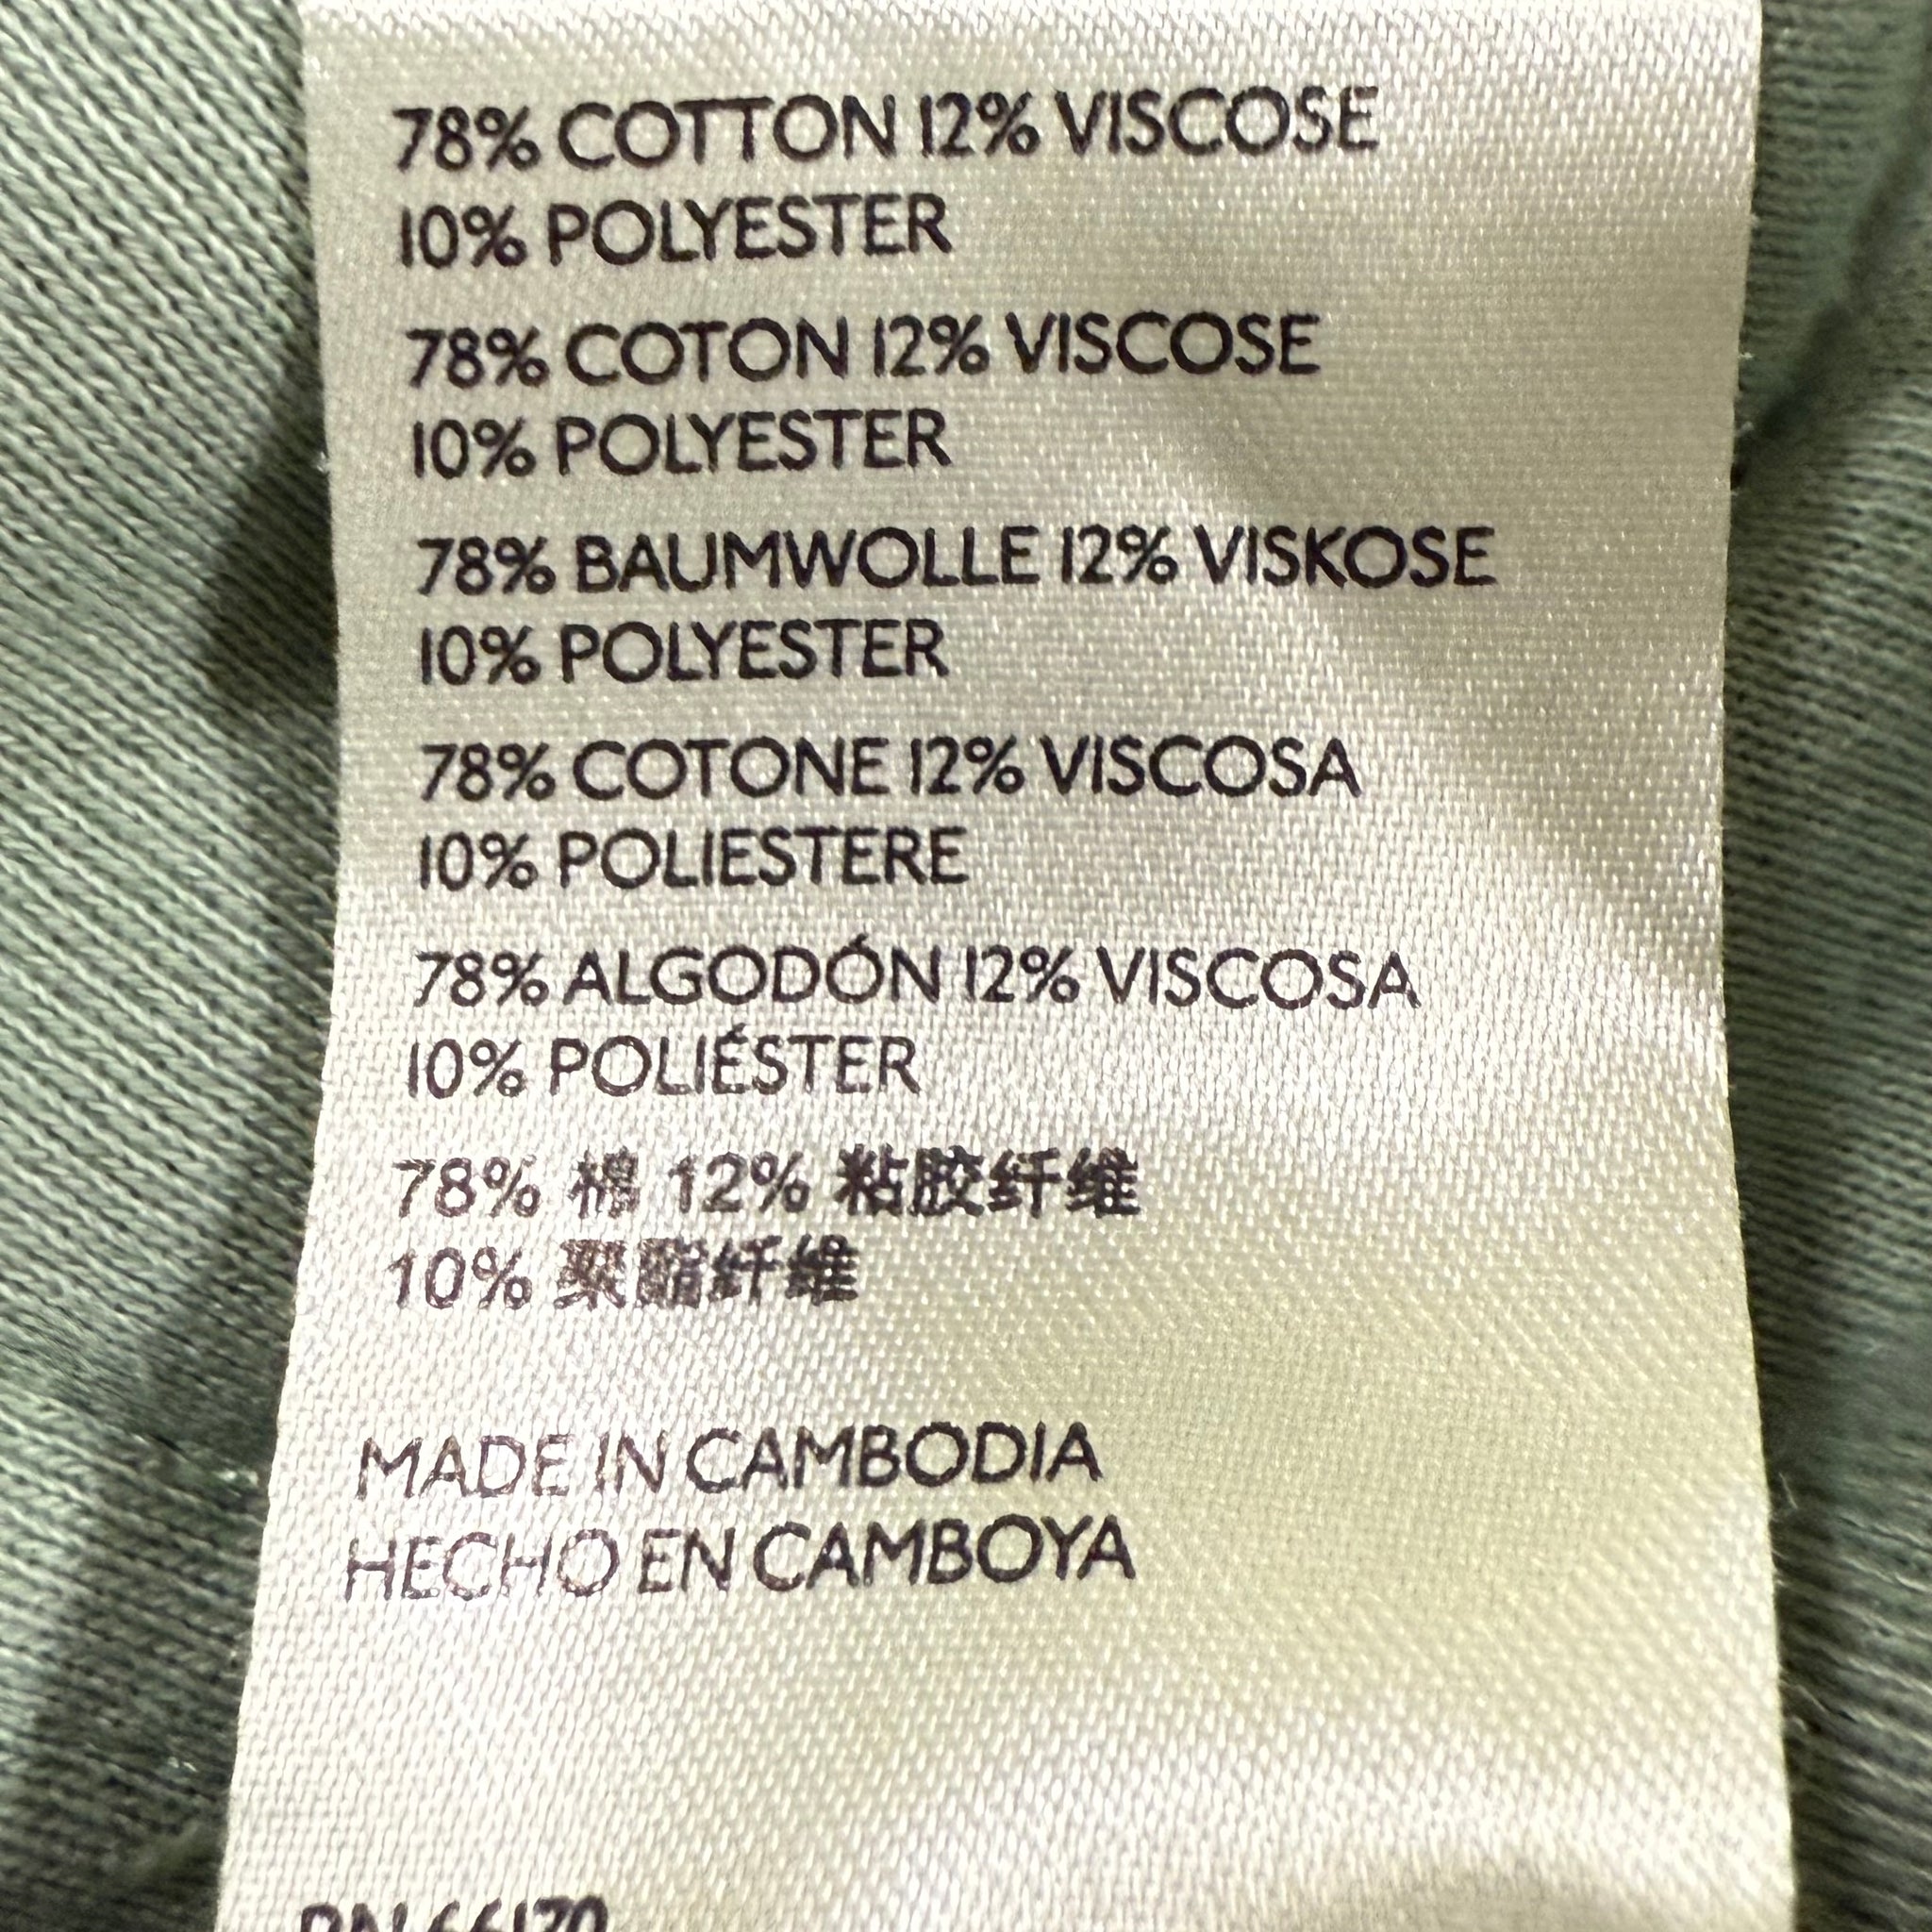 78% COTTON 12% VISCOSE
10% POLYESTER
78% COTON 12% VISCOSE
10% POLYESTER
78% BAUMWOLLE 12% VISKOSE
10% POLYESTER
78% COTONE 12% VISCOSA
10% POLIESTERE
78% ALGODÓN 12% VISCOSA
10% POLIÉSTER
78% 棉 12% 粘胶纤维
10% 聚酯纤维
MADE IN CAMBODIA
HECHO EN CAMBOYA
RN 66170